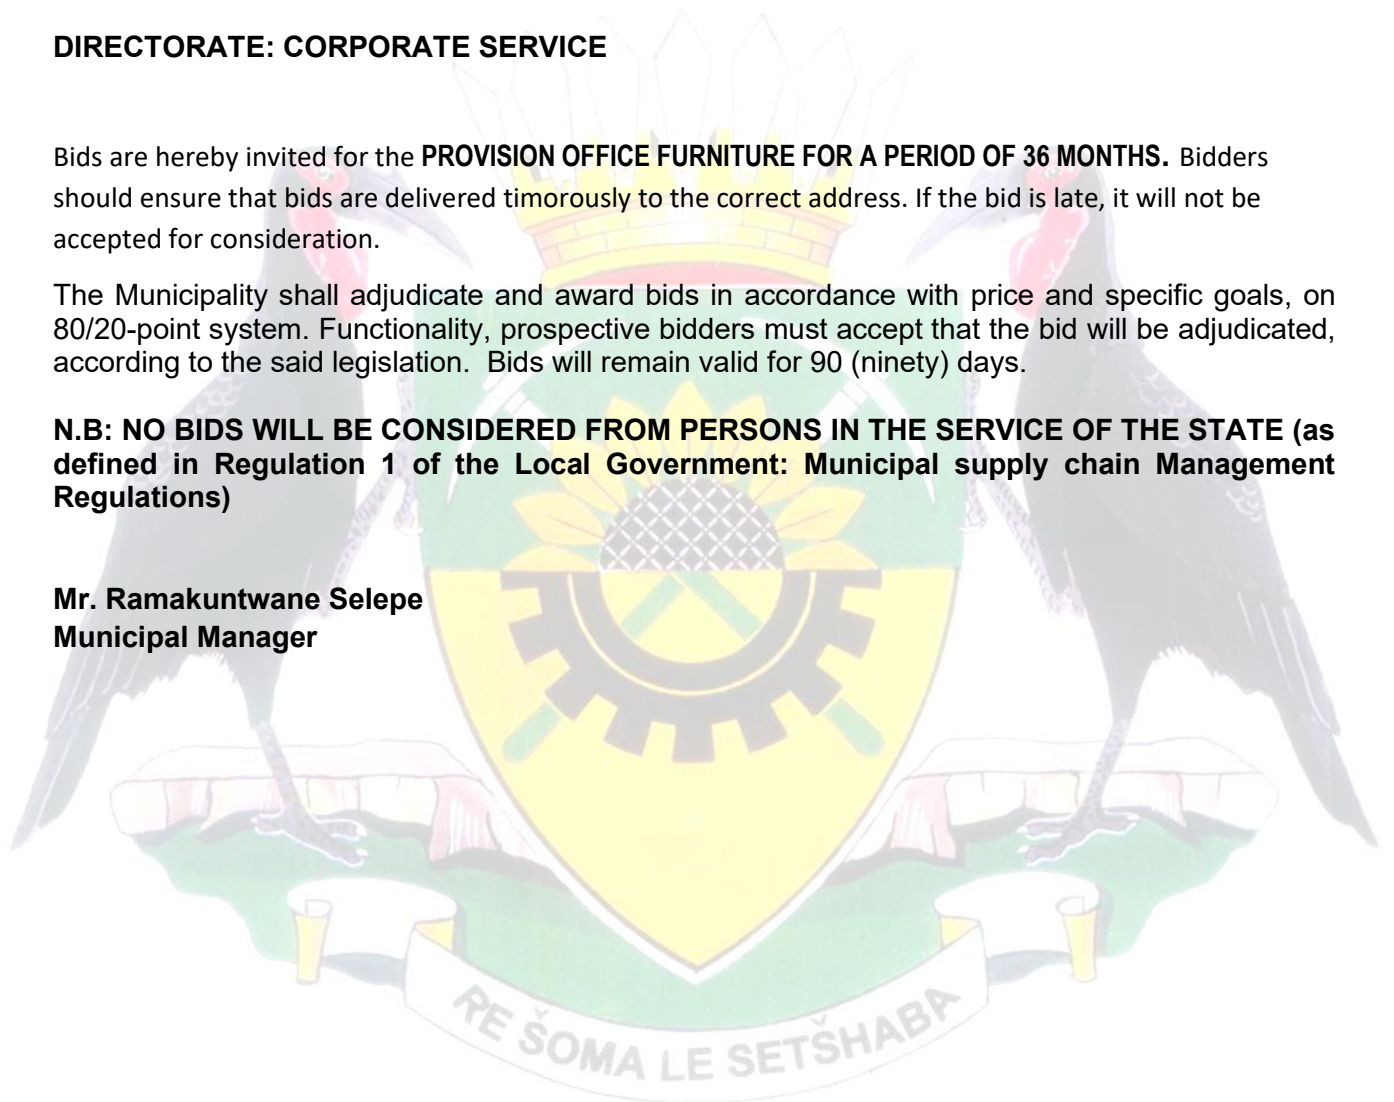 DIRECTORATE: CORPORATE SERVICE
Bids are hereby invited for the PROVISION OFFICE FURNITURE FOR A PERIOD OF 36 MONTHS. Bidders
should ensure that bids are delivered timorously to the correct address. If the bid is late, it will not be
accepted for consideration.
The Municipality shall adjudicate and award bids in accordance with price and specific goals, on
80/20-point system. Functionality, prospective bidders must accept that the bid will be adjudicated,
according to the said legislation. Bids will remain valid for 90 (ninety) days.
N.B: NO BIDS WILL BE CONSIDERED FROM PERSONS IN THE SERVICE OF THE STATE (as
defined in Regulation 1 of the Local Government: Municipal supply chain Management
Regulations)
Mr. Ramakuntwane Selepe
Municipal Manager
RE ŠOMA LE SETŠHABA